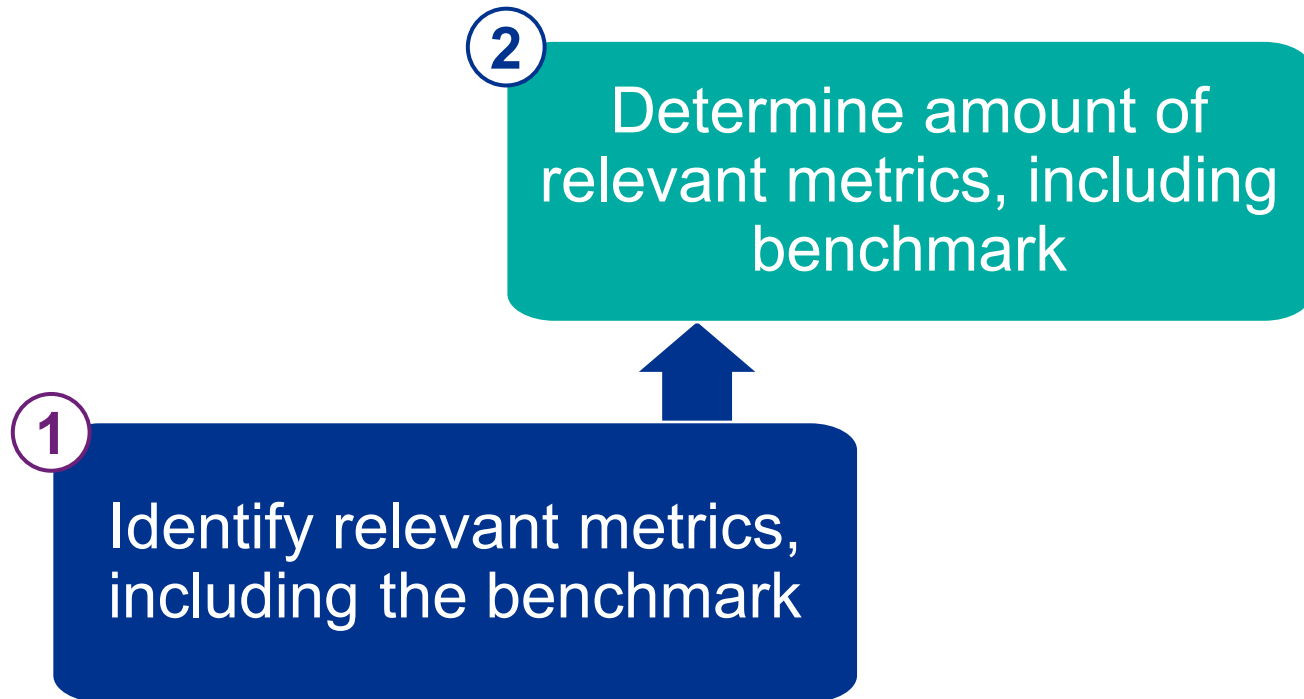 2
Determine amount of
relevant metrics, including
benchmark
1
Identify relevant metrics,
including the benchmark